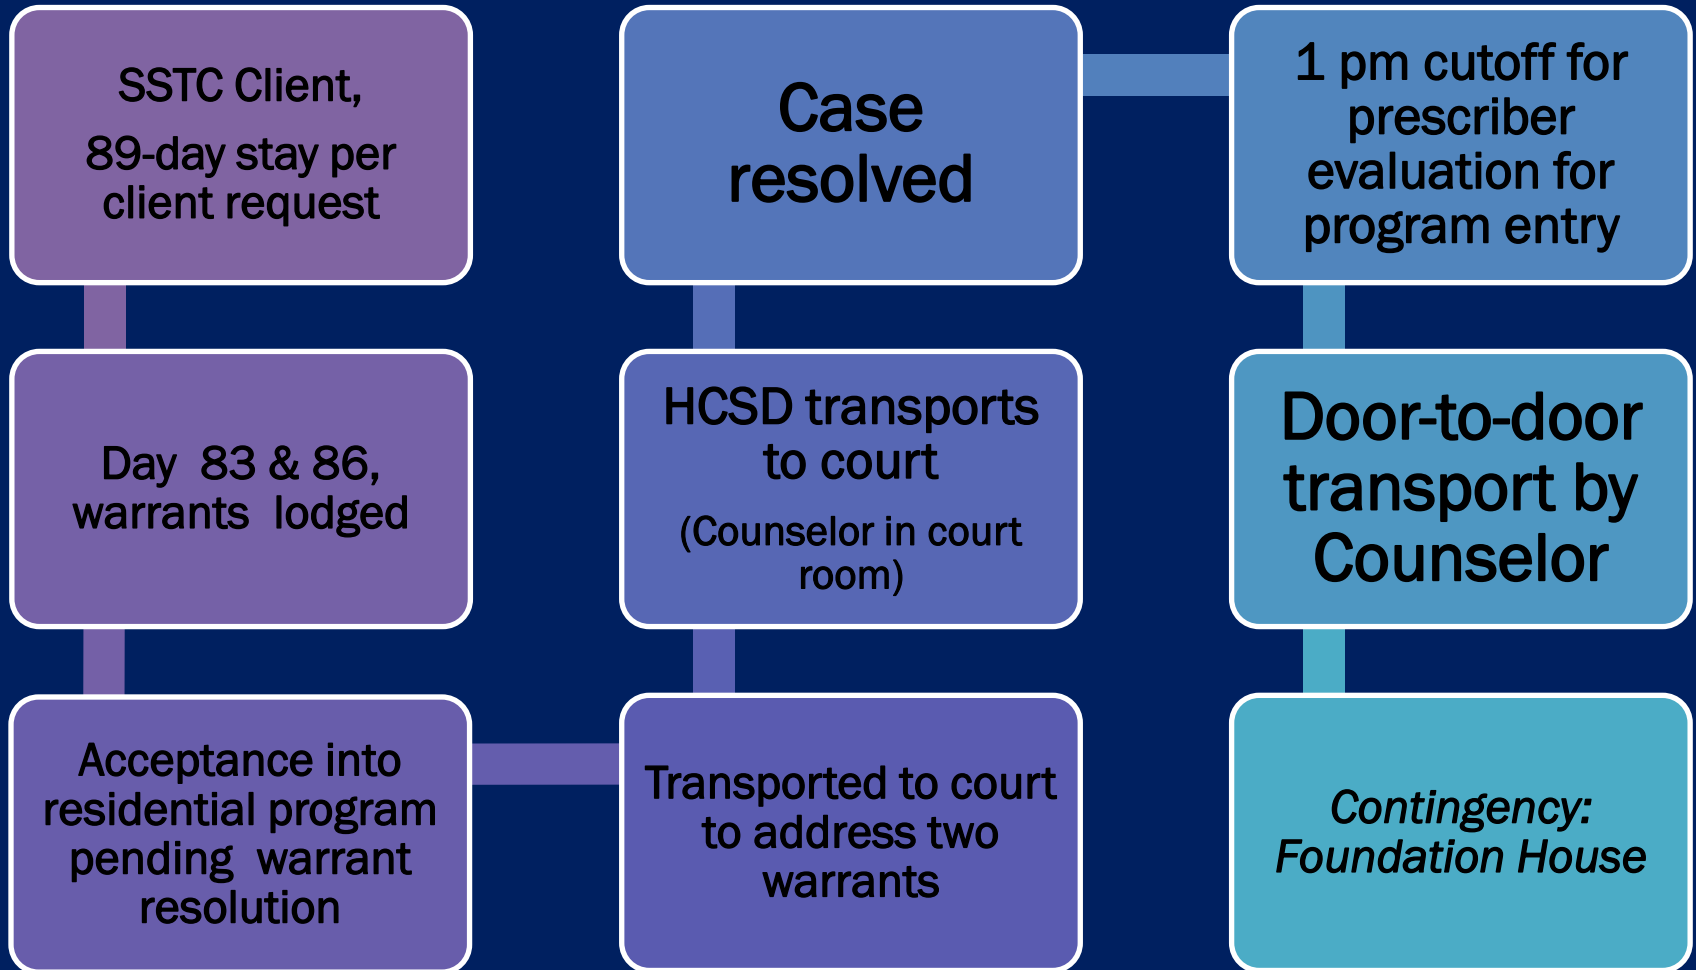 SSTC Client,
89-day stay per
client request
Day 83 & 86,
warrants lodged
Acceptance into
residential program
pending warrant
resolution
Transported to court
to address two
warrants
HCSD transports
to court
(Counselor in court
room)
Case
resolved
1 pm cutoff for
prescriber
evaluation for
program entry
Door-to-door
transport by
Counselor
Contingency:
Foundation House